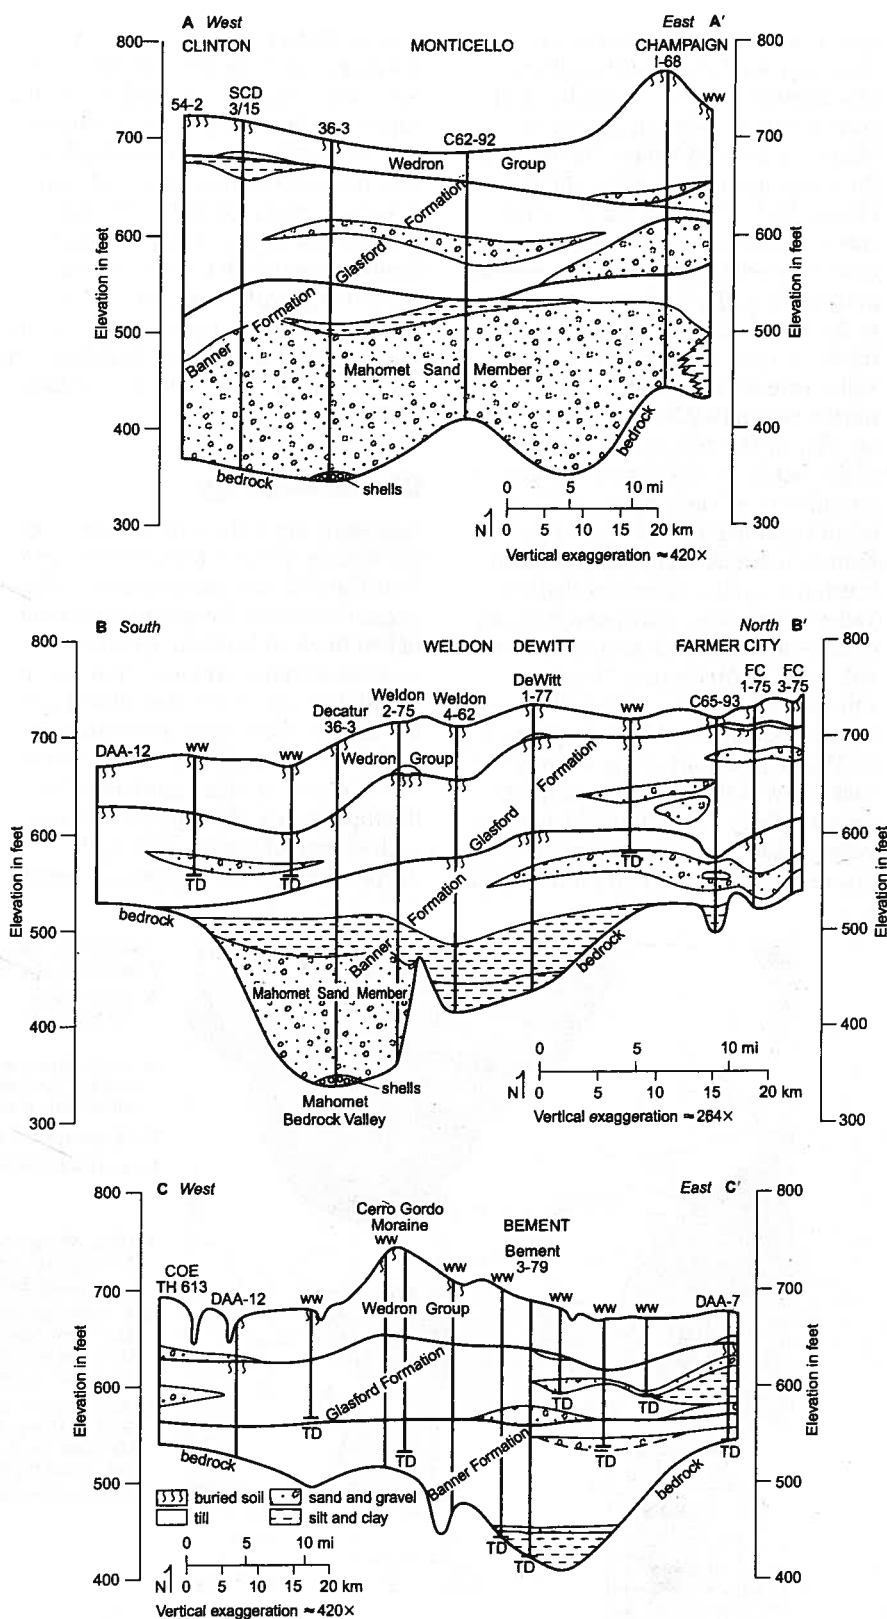 A West
East A′
CLINTON
MONTICELLO
CHAMPAIGN
800
700
600
500
400
300
Elevation in feet
800
700
600
500
400
300
Elevation in feet
54-2
SCD
3/15
36-3
C62-92
I-68
WW
Wedron Group
Glasford Formation
Banner Formation
Mahomet Sand Member
bedrock
bedrock
shells
0 5 10 mi
N 0 5 10 15 20 km
Vertical exaggeration ≈ 420×
B South
North B′
WELDON DEWITT
FARMER CITY
800
700
600
500
400
300
Elevation in feet
800
700
600
500
400
300
Elevation in feet
DAA-12
WW
WW
Decatur
36-3
Weldon
2-75
Weldon
4-62
DeWitt
1-77
WW
C65-93
FC
1-75
FC
3-75
Wedron Group
Glasford Formation
Banner Formation
TD
TD
TD
bedrock
bedrock
Mahomet Sand Member
shells
Mahomet
Bedrock Valley
0 5 10 mi
N 0 5 10 15 20 km
Vertical exaggeration ≈ 264×
C West
East C′
800
700
600
500
400
Elevation in feet
800
700
600
500
400
Elevation in feet
COE
TH 613
DAA-12
WW
Cerro Gordo
Moraine
WW
WW
WW
BEMENT
Bement
3-79
WW
WW
WW
DAA-7
Wedron Group
Glasford Formation
Banner Formation
TD
TD
TD
TD
TD
TD
TD
TD
bedrock
bedrock
buried soil
sand and gravel
till
silt and clay
0 5 10 mi
N 0 5 10 15 20 km
Vertical exaggeration ≈ 420×